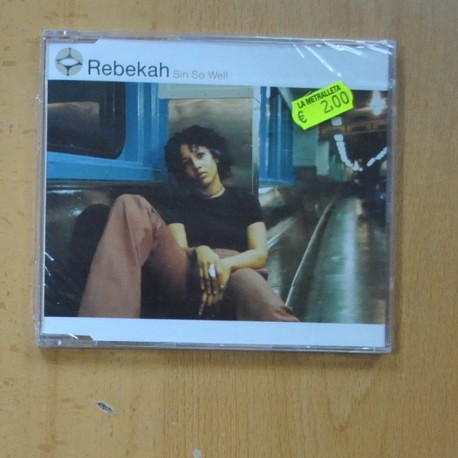 Rebekah Sin So Well
LA METRALLETA
€ 2,00